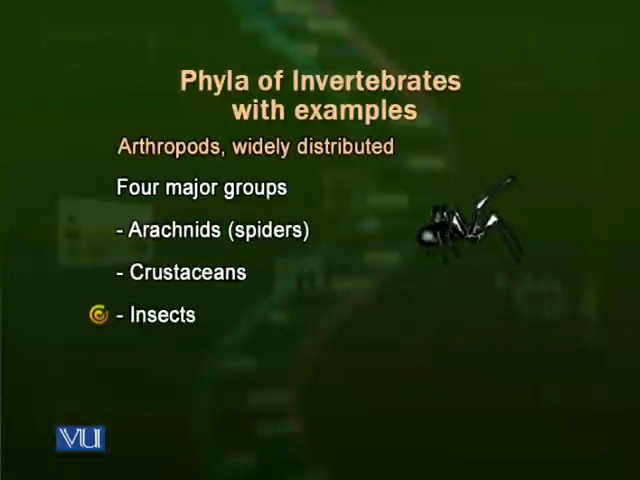 Phyla of Invertebrates
with examples
Arthropods, widely distributed
Four major groups
- Arachnids (spiders)
- Crustaceans
- Insects
VU